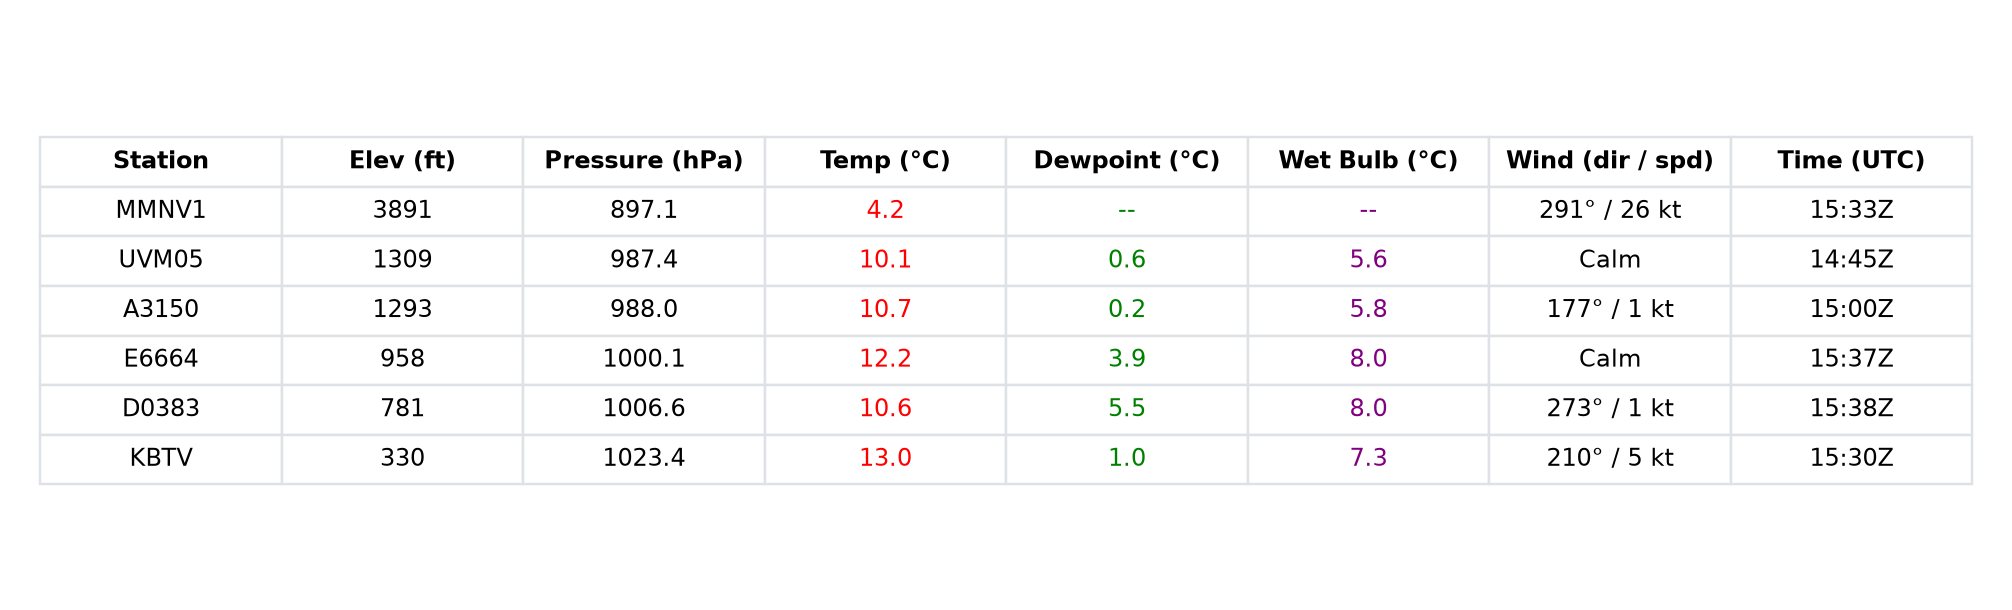 Station Elev (ft) Pressure (hPa) Temp (°C) Dewpoint (°C) Wet Bulb (°C) Wind (dir / spd) Time (UTC)
MMNV1 3891 897.1 4.2 -- -- 291° / 26 kt 15:33Z
UVM05 1309 987.4 10.1 0.6 5.6 Calm 14:45Z
A3150 1293 988.0 10.7 0.2 5.8 177° / 1 kt 15:00Z
E6664 958 1000.1 12.2 3.9 8.0 Calm 15:37Z
D0383 781 1006.6 10.6 5.5 8.0 273° / 1 kt 15:38Z
KBTV 330 1023.4 13.0 1.0 7.3 210° / 5 kt 15:30Z